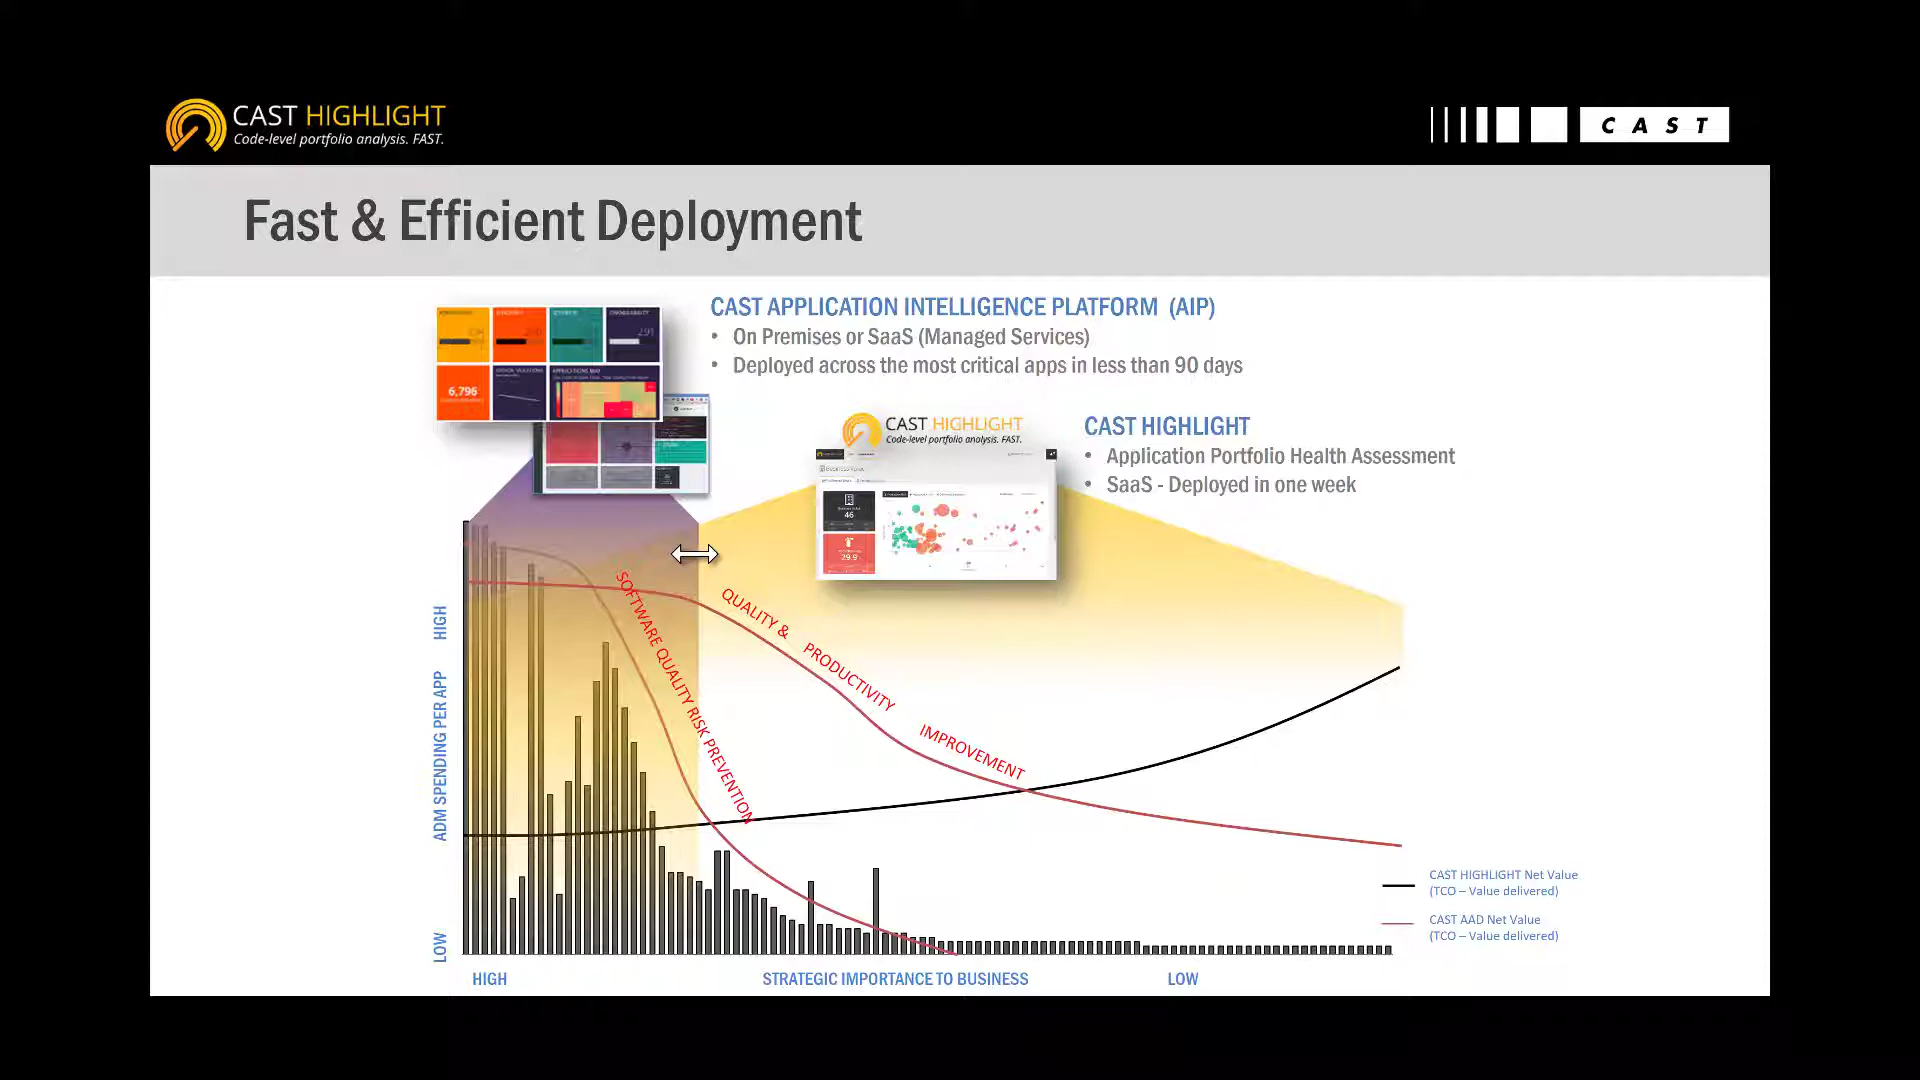 CAST HIGHLIGHT
Code-level portfolio analysis. FAST.
CAST
Fast & Efficient Deployment
CAST APPLICATION INTELLIGENCE PLATFORM (AIP)
• On Premises or SaaS (Managed Services)
• Deployed across the most critical apps in less than 90 days
6,796
CAST HIGHLIGHT
Code-level portfolio analysis. FAST.
46
29.9
CAST HIGHLIGHT
• Application Portfolio Health Assessment
• SaaS - Deployed in one week
SOFTWARE QUALITY RISK PREVENTION
QUALITY & PRODUCTIVITY IMPROVEMENT
HIGH
ADM SPENDING PER APP
LOW
CAST HIGHLIGHT Net Value
(TCO – Value delivered)
CAST AAD Net Value
(TCO – Value delivered)
HIGH
STRATEGIC IMPORTANCE TO BUSINESS
LOW